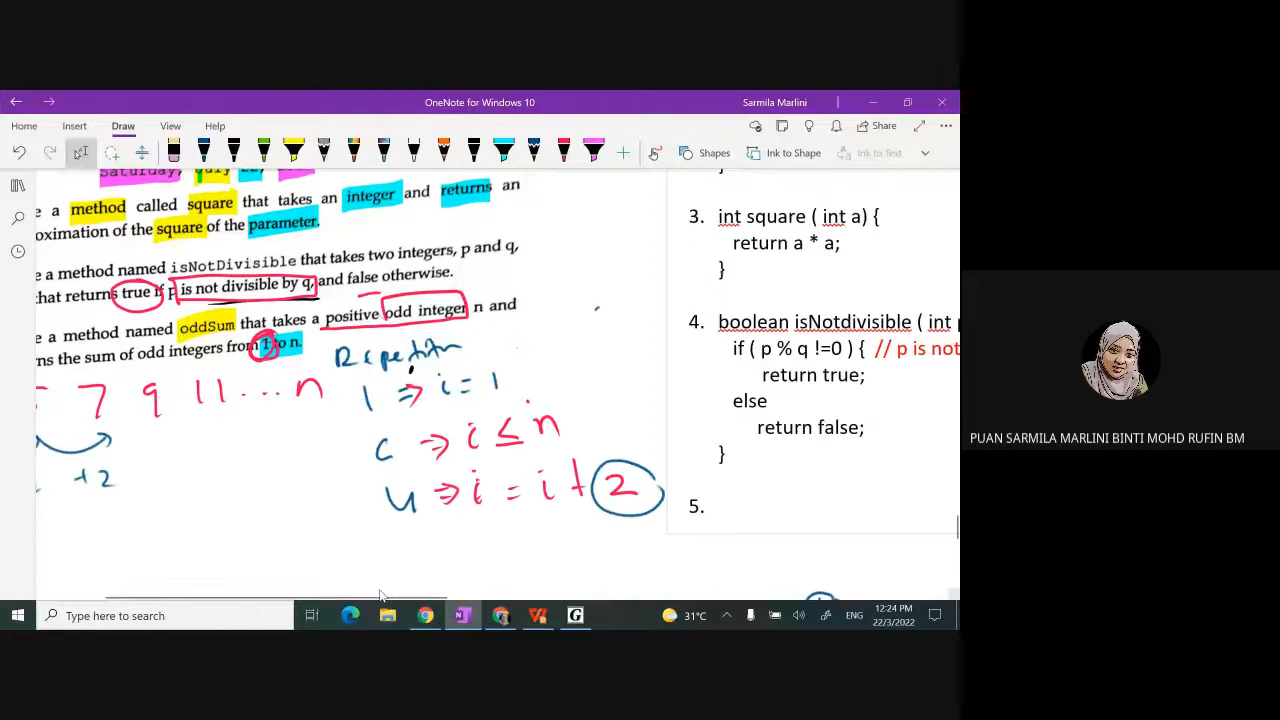 OneNote for Windows 10
Sarmila Marlini
Home Insert Draw View Help
Share
Shapes
Ink to Shape
Ink to Text
Saturday, July 22,
e a method called square that takes an integer and returns an
oximation of the square of the parameter.
e a method named isNotDivisible that takes two integers, p and q,
that returns true if p is not divisible by q, and false otherwise.
e a method named oddSum that takes a positive odd integer n and
rns the sum of odd integers from 1 to n.
7 9 11 ... n
+2
1 ⇒ i = 1
c ⇒ i ≤ n
u ⇒ i = i + 2
}
3. int square ( int a) {
return a * a;
}
4. boolean isNotdivisible ( int p
if ( p % q !=0 ) { // p is not
return true;
else
return false;
}
5.
PUAN SARMILA MARLINI BINTI MOHD RUFIN BM
Type here to search
31°C
ENG
12:24 PM
22/3/2022